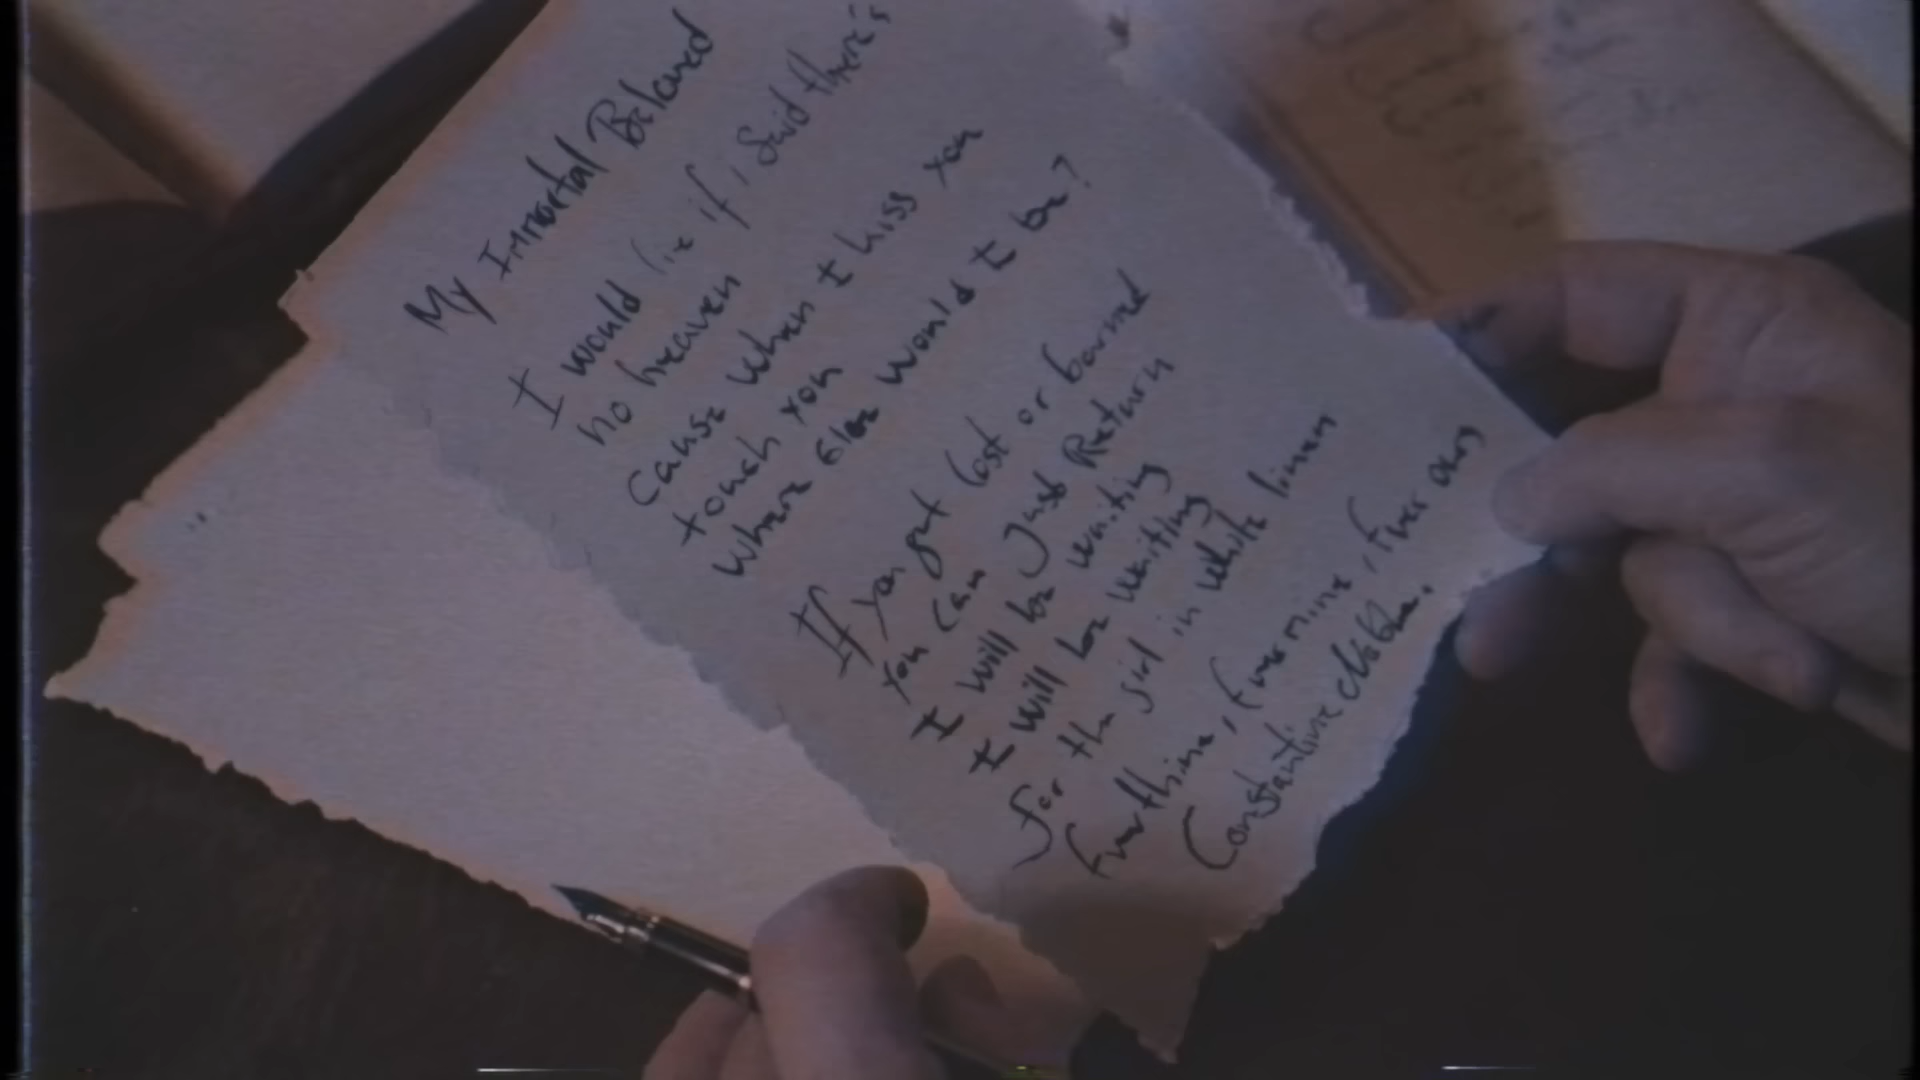 My Immortal Beloved
I would lie if i said there's
no heaven
cause when I kiss you
touch you
where else would I be?
If you get lost or
you can just Return
I will be waiting
I will be waiting
for the girl in white linen
Ever thine, Ever mine, Ever ours
Constantine